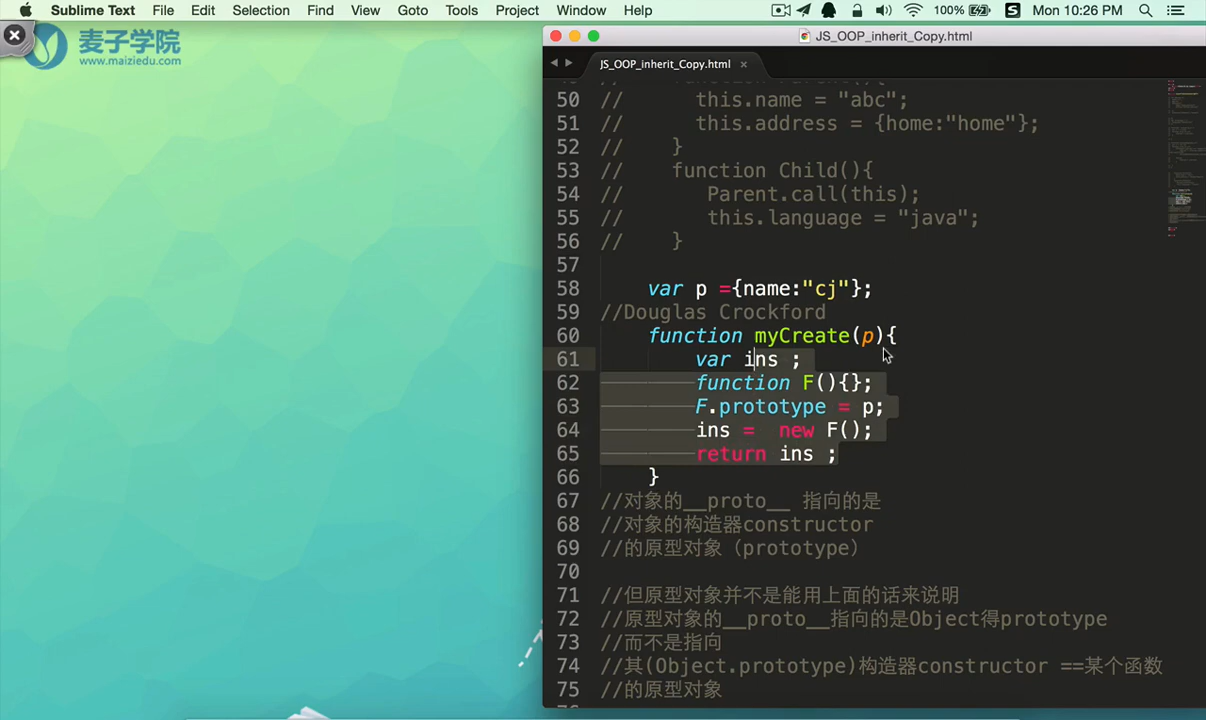 Sublime Text File Edit Selection Find View Goto Tools Project Window Help 100% S Mon 10:26 PM
麦子学院
www.maiziedu.com
JS_OOP_inherit_Copy.html
JS_OOP_inherit_Copy.html ×
50 // this.name = "abc";
51 // this.address = {home:"home"};
52 // }
53 // function Child(){
54 // Parent.call(this);
55 // this.language = "java";
56 // }
57
58 var p ={name:"cj"};
59 //Douglas Crockford
60 function myCreate(p){
61 var ins ;
62 function F(){};
63 F.prototype = p;
64 ins = new F();
65 return ins ;
66 }
67 //对象的__proto__ 指向的是
68 //对象的构造器constructor
69 //的原型对象（prototype）
70
71 //但原型对象并不是能用上面的话来说明
72 //原型对象的__proto__指向的是Object得prototype
73 //而不是指向
74 //其(Object.prototype)构造器constructor ==某个函数
75 //的原型对象